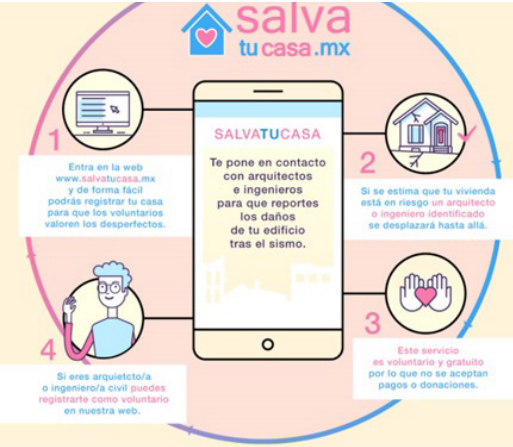 salva
tu casa.mx
SALVATUCASA
Te pone en contacto
con arquitectos
e ingenieros
para que reportes
los daños
de tu edificio
tras el sismo.
1
Entra en la web
www.salvatucasa.mx
y de forma fácil
podrás registrar tu casa
para que los voluntarios
valoren los desperfectos.
2
Si se estima que tu vivienda
está en riesgo un arquitecto
o ingeniero identificado
se desplazará hasta allá.
3
Este servicio
es voluntario y gratuito
por lo que no se aceptan
pagos o donaciones.
4
Si eres arquietcto/a
o ingeniero/a civil puedes
registrarte como voluntario
en nuestra web.